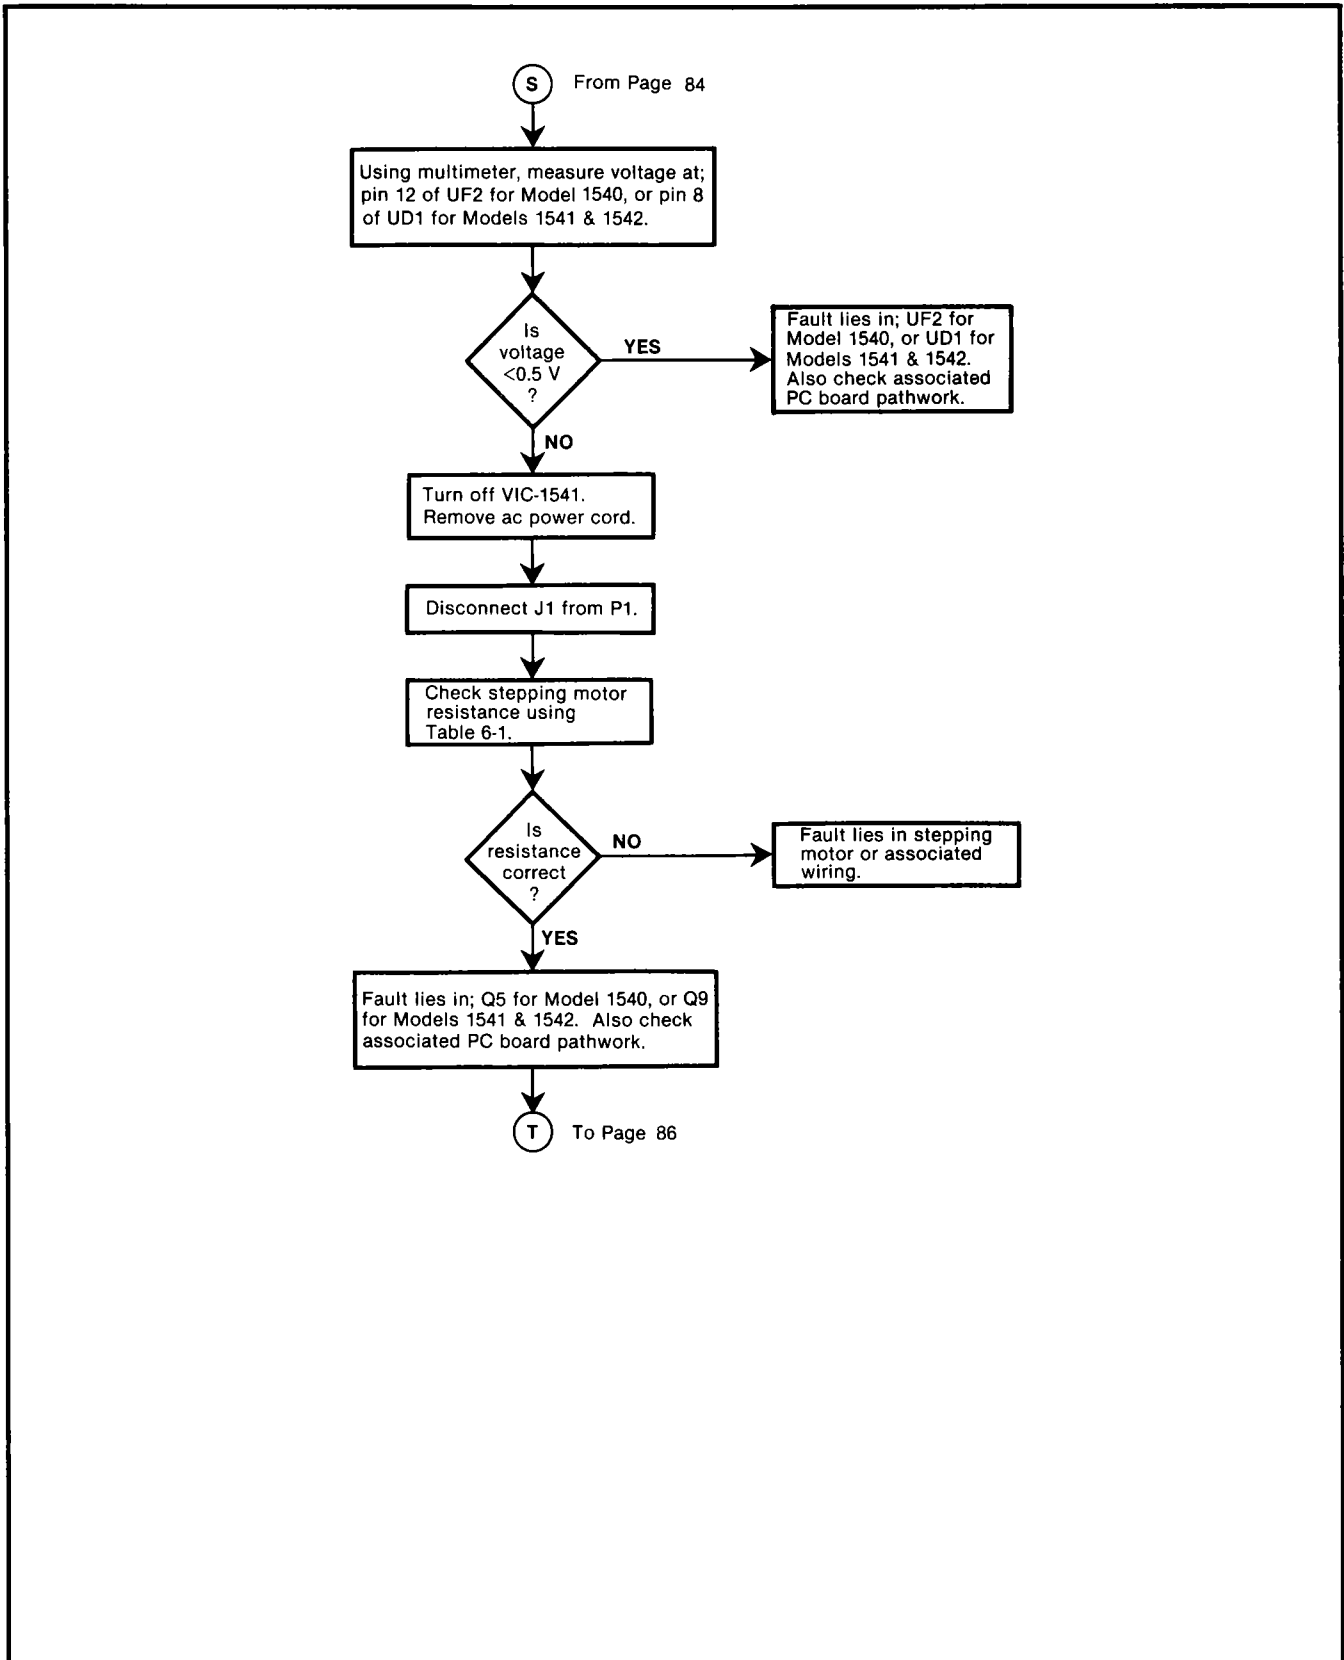 S From Page 84
Using multimeter, measure voltage at;
pin 12 of UF2 for Model 1540, or pin 8
of UD1 for Models 1541 & 1542.
Is
voltage
<0.5 V
?
YES
Fault lies in; UF2 for
Model 1540, or UD1 for
Models 1541 & 1542.
Also check associated
PC board pathwork.
NO
Turn off VIC-1541.
Remove ac power cord.
Disconnect J1 from P1.
Check stepping motor
resistance using
Table 6-1.
Is
resistance
correct
?
NO
Fault lies in stepping
motor or associated
wiring.
YES
Fault lies in; Q5 for Model 1540, or Q9
for Models 1541 & 1542. Also check
associated PC board pathwork.
T To Page 86